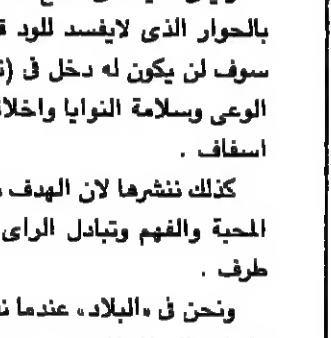 بالحوار الذى لايفسد للود
سوف لن يكون له دخل فى
الوعى وسلامة النوايا
اسفاف .
كذلك ننشرها لان الهدف
المحبة والفهم وتبادل الراى
طرف .
ونحن فى «البلاد» عندما